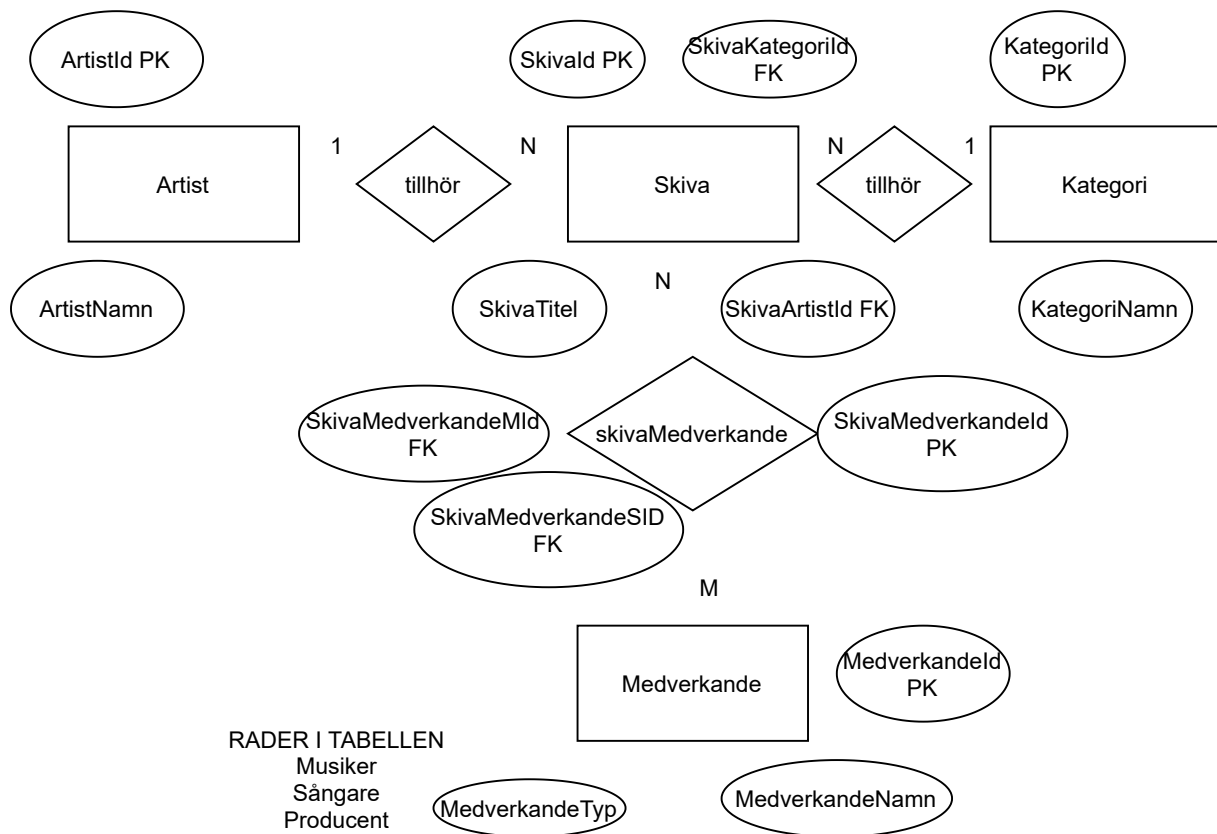 ArtistId PK
SkivaId PK
SkivaKategoriId
FK
KategoriId
PK
Artist
1
tillhör
N
Skiva
N
tillhör
1
Kategori
ArtistNamn
SkivaTitel
N
SkivaArtistId FK
KategoriNamn
SkivaMedverkandeMId
FK
skivaMedverkande
SkivaMedverkandeId
PK
SkivaMedverkandeSID
FK
M
Medverkande
MedverkandeId
PK
RADER I TABELLEN
Musiker
Sångare
Producent
MedverkandeTyp
MedverkandeNamn